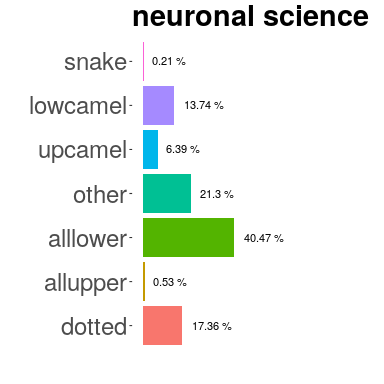 neuronal science
snake 0.21 %
lowcamel 13.74 %
upcamel 6.39 %
other 21.3 %
alllower 40.47 %
allupper 0.53 %
dotted 17.36 %